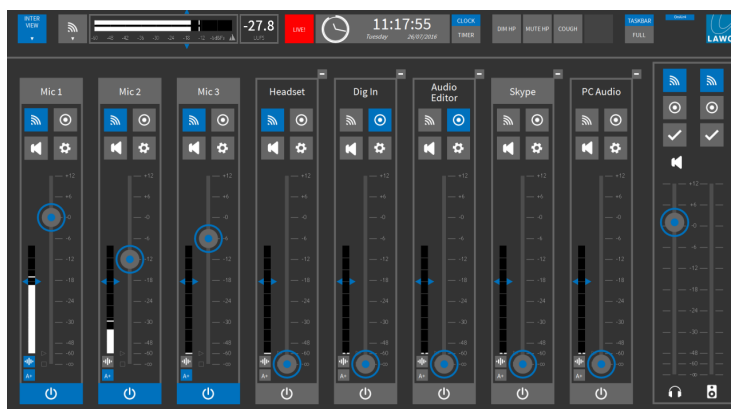 INTER
VIEW
-27.8
LUFS
LIVE!
11:17:55
Tuesday 26/07/2016
CLOCK
TIMER
DIM HP
MUTE HP
COUGH
TASKBAR
FULL
LAWO
Mic 1
Mic 2
Mic 3
Headset
Dig In
Audio
Editor
Skype
PC Audio
+12
+6
-0
-6
-12
-18
-24
-30
-40
-60
A+